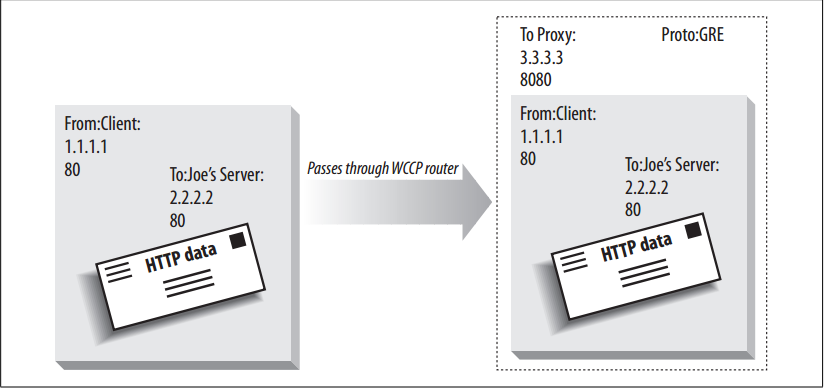 From:Client:
1.1.1.1
80
To:Joe's Server:
2.2.2.2
80
HTTP data
Passes through WCCP router
To Proxy:
3.3.3.3
8080
Proto:GRE
From:Client:
1.1.1.1
80
To:Joe's Server:
2.2.2.2
80
HTTP data